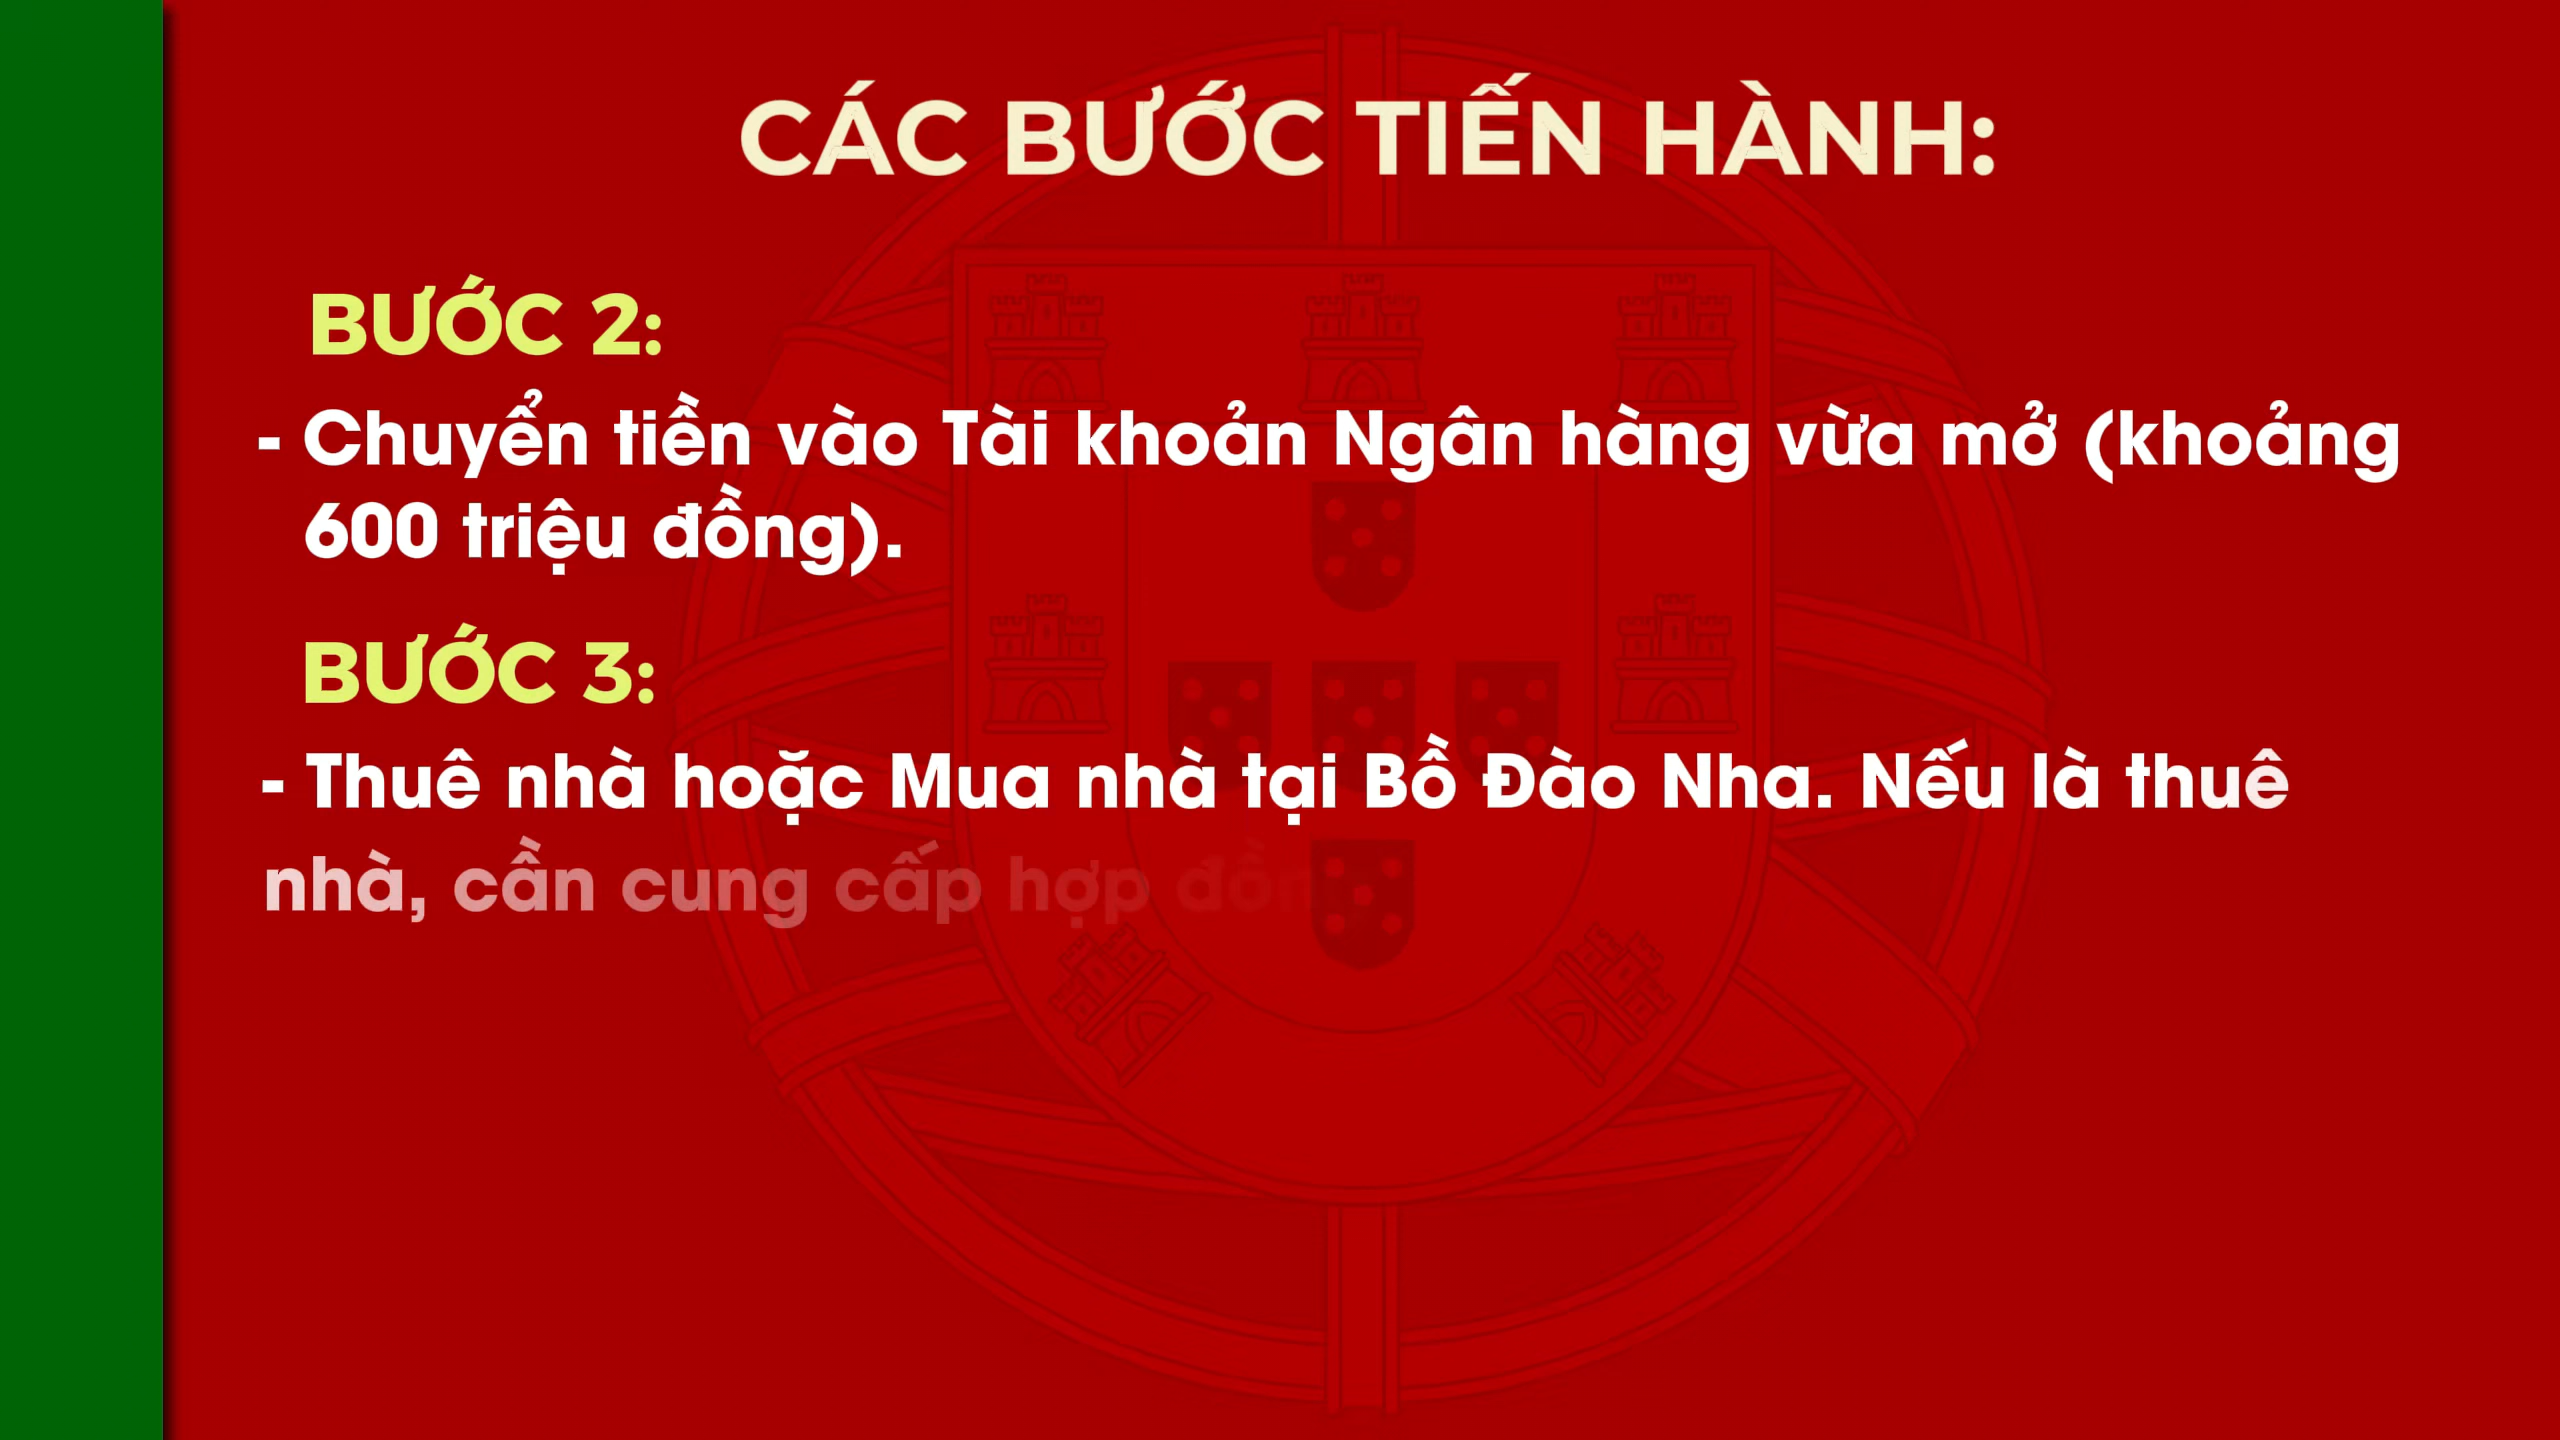 CÁC BƯỚC TIẾN HÀNH:
BƯỚC 2:
- Chuyển tiền vào Tài khoản Ngân hàng vừa mở (khoảng
600 triệu đồng).
BƯỚC 3:
- Thuê nhà hoặc Mua nhà tại Bồ Đào Nha. Nếu là thuê
nhà, cần cung cấp hợp